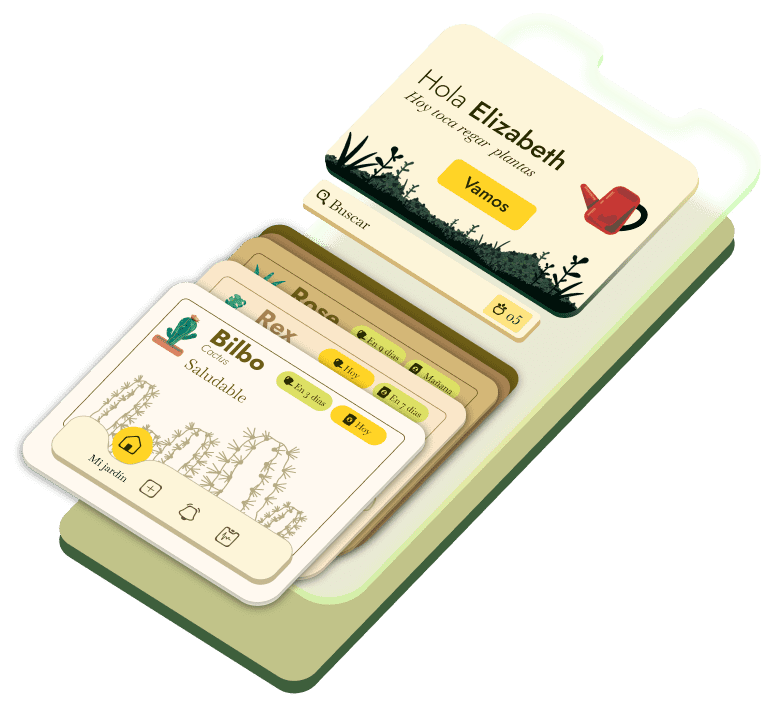 Hola Elizabeth
Hoy toca regar plantas
Vamos
Buscar
05
Rose
En 9 días
Mañana
Rex
Hoy
En 7 días
Bilbo
Cactus
Saludable
En 3 días
Hoy
Mi jardín